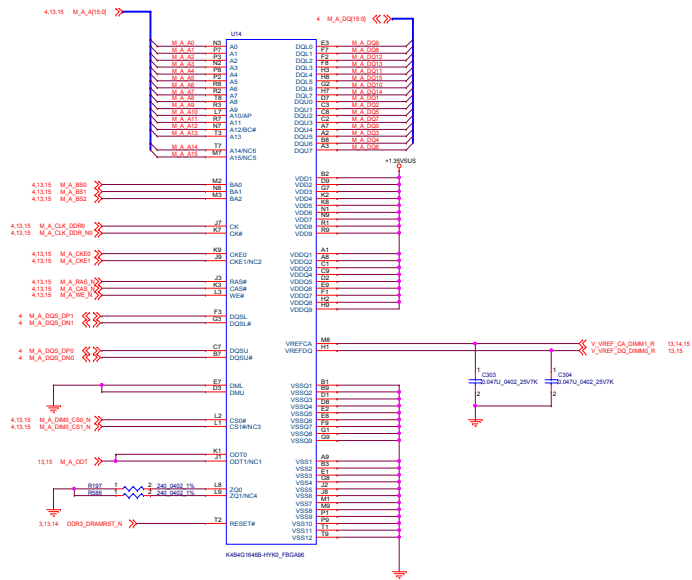 4,13,15 M_A_A[15:0]
4 M_A_DQ[15:0]
U14
M_A_A0 N3 A0 DQL0 E3 M_A_DQ9
M_A_A1 P7 A1 DQL1 F7 M_A_DQ8
M_A_A2 P3 A2 DQL2 F2 M_A_DQ12
M_A_A3 N2 A3 DQL3 F8 M_A_DQ13
M_A_A4 P8 A4 DQL4 H3 M_A_DQ11
M_A_A5 P2 A5 DQL5 H8 M_A_DQ15
M_A_A6 R8 A6 DQL6 G2 M_A_DQ10
M_A_A7 R2 A7 DQL7 H7 M_A_DQ14
M_A_A8 T8 A8 DQU0 D7 M_A_DQ1
M_A_A9 R3 A9 DQU1 C3 M_A_DQ2
M_A_A10 L7 A10/AP DQU2 C8 M_A_DQ5
M_A_A11 R7 A11 DQU3 C2 M_A_DQ7
M_A_A12 N7 A12/BC# DQU4 A7 M_A_DQ0
M_A_A13 T3 A13 DQU5 A2 M_A_DQ3
DQU6 B8 M_A_DQ4
M_A_A14 T7 A14/NC6 DQU7 A3 M_A_DQ6
M_A_A15 M7 A15/NC5
+1.35VSUS
VDD1 B2
4,13,15 M_A_BS0 M2 BA0 VDD2 D9
4,13,15 M_A_BS1 N8 BA1 VDD3 G7
4,13,15 M_A_BS2 M3 BA2 VDD4 K2
VDD5 K8
VDD6 N1
VDD7 N9
4,13,15 M_A_CLK_DDR0 J7 CK VDD8 R1
4,13,15 M_A_CLK_DDR_N0 K7 CK# VDD9 R9
4,13,15 M_A_CKE0 K9 CKE0 VDDQ1 A1
4,13,15 M_A_CKE1 J9 CKE1/NC2 VDDQ2 A8
VDDQ3 C1
VDDQ4 C9
4,13,15 M_A_RAS_N J3 RAS# VDDQ5 D2
4,13,15 M_A_CAS_N K3 CAS# VDDQ6 E9
4,13,15 M_A_WE_N L3 WE# VDDQ7 F1
VDDQ8 H2
VDDQ9 H9
4 M_A_DQS_DP1 F3 DQSL
4 M_A_DQS_DN1 G3 DQSL#
VREFCA M8 V_VREF_CA_DIMM1_R 13,14,15
4 M_A_DQS_DP0 C7 DQSU VREFDQ H1 V_VREF_DQ_DIMM0_R 13,15
4 M_A_DQS_DN0 B7 DQSU#
1 C303 1 C304
0.047U_0402_25V7K 0.047U_0402_25V7K
2 2
E7 DML VSSQ1 B1
D3 DMU VSSQ2 B9
VSSQ3 D1
VSSQ4 D8
VSSQ5 E2
4,13,15 M_A_DIM0_CS0_N L2 CS0# VSSQ6 E8
4,13,15 M_A_DIM0_CS1_N L1 CS1#/NC3 VSSQ7 F9
VSSQ8 G1
VSSQ9 G9
K1 ODT0
13,15 M_A_ODT J1 ODT1/NC1 VSS1 A9
VSS2 B3
VSS3 E1
VSS4 G8
R197 1 2 240_0402_1% L8 ZQ0 VSS5 J2
R586 1 2 240_0402_1% L9 ZQ1/NC4 VSS6 J8
VSS7 M1
VSS8 M9
VSS9 P1
3,13,14 DDR3_DRAMRST_N T2 RESET# VSS10 P9
VSS11 T1
VSS12 T9
K4B4G1646B-HYK0_FBGA96